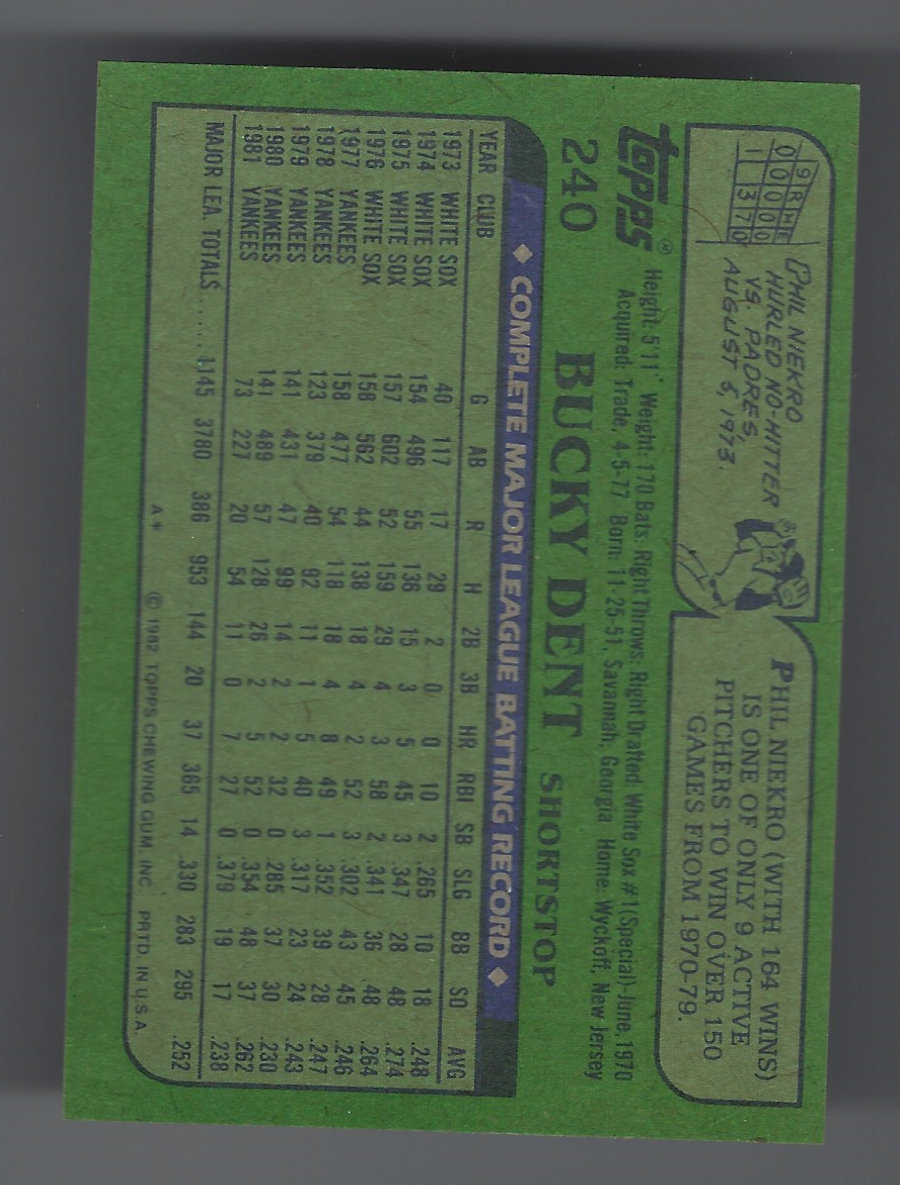 9 R H E
1 3 7 0
PHIL NIEKRO
HURLED NO-HITTER
VS. PADRES,
AUGUST 5, 1973.
PHIL NIEKRO (WITH 164 WINS)
IS ONE OF ONLY 9 ACTIVE
PITCHERS TO WIN OVER 150
GAMES FROM 1970-79.
TOPPS®
Height: 5'11" Weight: 170 Bats: Right Throws: Right Drafted: White Sox #1 (Special)-June, 1970
Acquired: Trade, 4-5-77 Born: 11-25-51, Savannah, Georgia Home: Wyckoff, New Jersey
240 BUCKY DENT SHORTSTOP
◆ COMPLETE MAJOR LEAGUE BATTING RECORD ◆
YEAR CLUB G AB R H 2B 3B HR RBI SB SLG BB SO AVG
1973 WHITE SOX 40 117 17 29 2 0 0 10 2 .265 10 18 .248
1974 WHITE SOX 154 496 55 136 15 3 5 45 3 .347 28 48 .274
1975 WHITE SOX 157 602 52 159 29 4 3 58 2 .341 36 48 .264
1976 WHITE SOX 158 562 44 138 18 4 2 52 3 .302 43 45 .246
1977 YANKEES 158 477 54 118 18 4 8 49 1 .352 39 28 .247
1978 YANKEES 123 379 40 92 11 1 5 40 3 .317 23 24 .243
1979 YANKEES 141 431 47 99 14 2 2 32 0 .285 37 30 .230
1980 YANKEES 141 489 57 128 26 2 5 52 0 .354 48 37 .262
1981 YANKEES 73 227 20 54 11 0 7 27 0 .379 19 17 .238
MAJOR LEA. TOTALS ...... 1145 3780 386 953 144 20 37 365 14 .330 283 295 .252
A* © 1982 TOPPS CHEWING GUM, INC. PRTD. IN U.S.A.